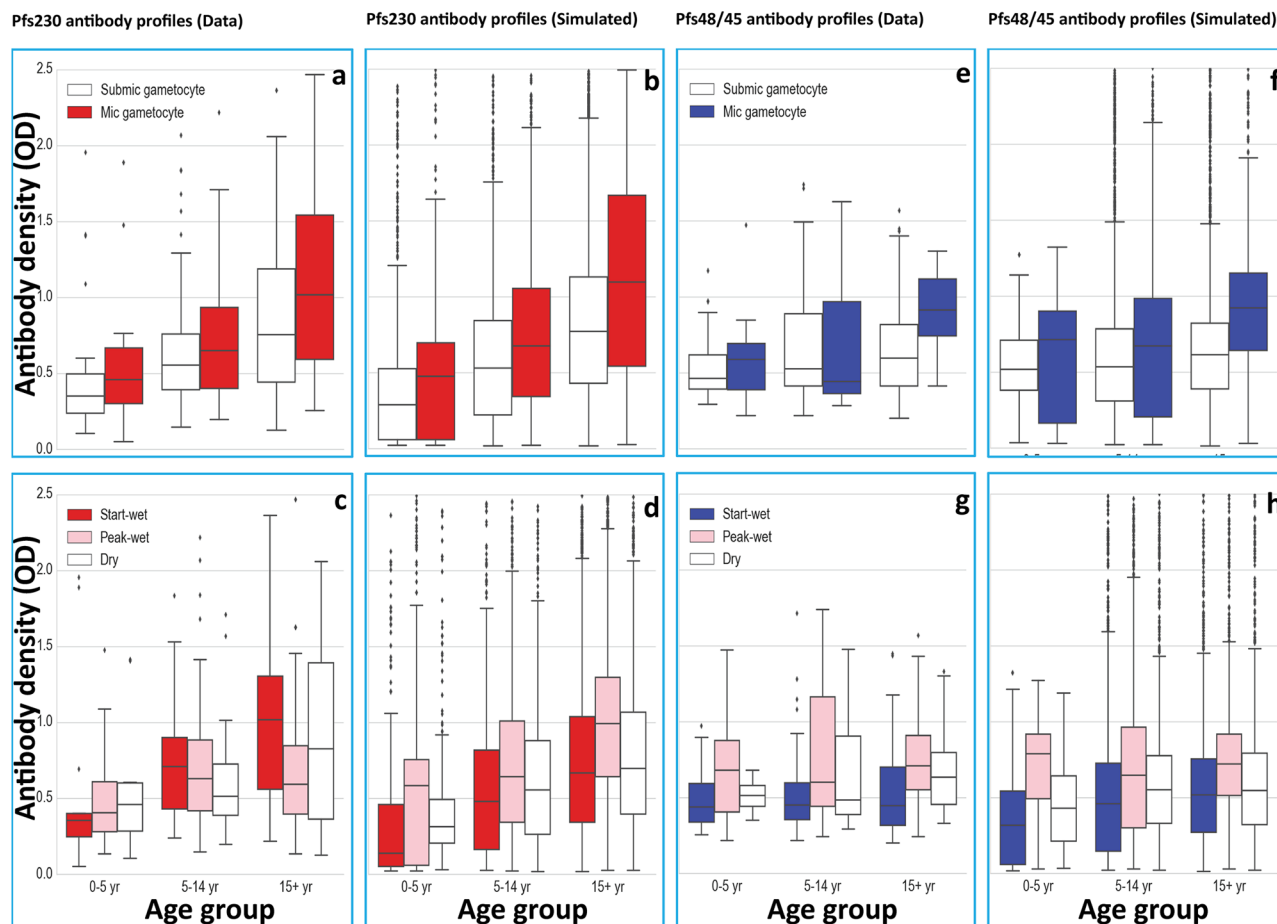 Pfs230 antibody profiles (Data)
Pfs230 antibody profiles (Simulated)
Pfs48/45 antibody profiles (Data)
Pfs48/45 antibody profiles (Simulated)
a
Submic gametocyte
Mic gametocyte
2.5
2.0
1.5
1.0
0.5
0.0
Antibody density (OD)
b
e
Submic gametocyte
Mic gametocyte
f
c
Start-wet
Peak-wet
Dry
2.5
2.0
1.5
1.0
0.5
0.0
Antibody density (OD)
0-5 yr
5-14 yr
15+ yr
Age group
d
0-5 yr
5-14 yr
15+ yr
Age group
g
Start-wet
Peak-wet
Dry
0-5 yr
5-14 yr
15+ yr
Age group
h
0-5 yr
5-14 yr
15+ yr
Age group